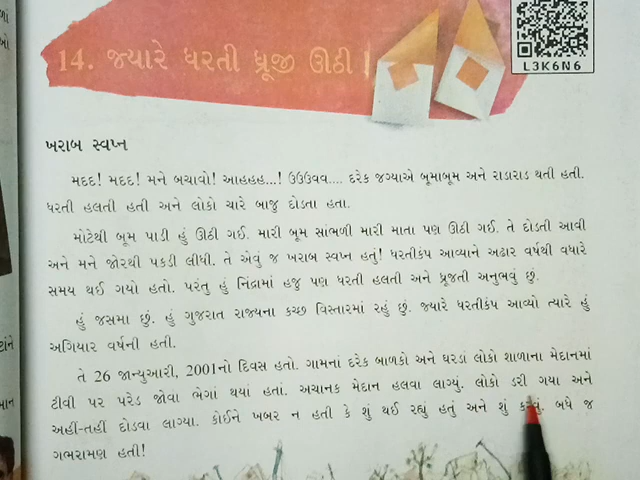 14. જ્યારે ધરતી ધ્રૂજી ઊઠી !
L3K6N6
ખરાબ સ્વપ્ન
મદદ! મદદ! મને બચાવો! આહહહ...! ઉઉઉવવ.... દરેક જગ્યાએ બૂમાબૂમ અને રાડારાડ થતી હતી.
ધરતી હલતી હતી અને લોકો ચારે બાજુ દોડતા હતા.
મોટેથી બૂમ પાડી હું ઊઠી ગઈ. મારી બૂમ સાંભળી મારી માતા પણ ઊઠી ગઈ. તે દોડતી આવી
અને મને જોરથી પકડી લીધી. તે એવું જ ખરાબ સ્વપ્ન હતું! ધરતીકંપ આવ્યાને અઢાર વર્ષથી વધારે
સમય થઈ ગયો હતો. પરંતુ હું નિંદ્રામાં હજુ પણ ધરતી હલતી અને ધ્રૂજતી અનુભવું છું.
હું જસમા છું. હું ગુજરાત રાજ્યના કચ્છ વિસ્તારમાં રહું છું. જ્યારે ધરતીકંપ આવ્યો ત્યારે હું
અગિયાર વર્ષની હતી.
તે 26 જાન્યુઆરી, 2001નો દિવસ હતો. ગામનાં દરેક બાળકો અને ઘરડાં લોકો શાળાના મેદાનમાં
ટીવી પર પરેડ જોવા ભેગાં થયાં હતાં. અચાનક મેદાન હલવા લાગ્યું. લોકો ડરી ગયા અને
અહીં-તહીં દોડવા લાગ્યા. કોઈને ખબર ન હતી કે શું થઈ રહ્યું હતું અને શું કરવું. બધે જ
ગભરામણ હતી!